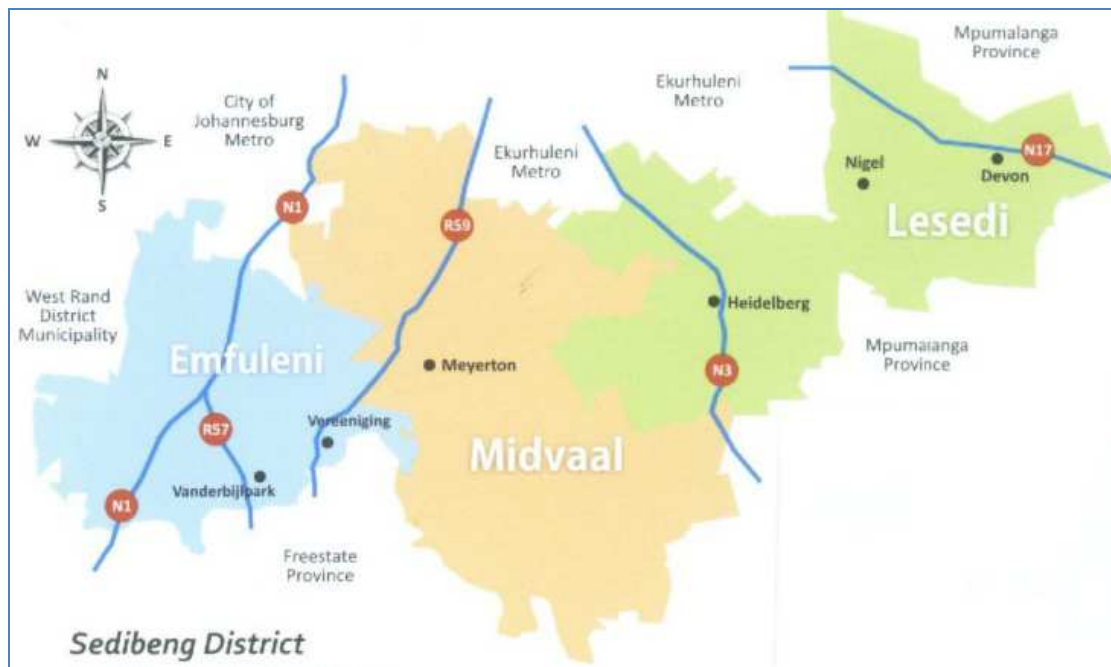 N
W
E
S
City of
Johannesburg
Metro
Ekurhuleni
Metro
Ekurhuleni
Metro
Mpumalanga
Province
N17
Nigel
Devon
Lesedi
N1
R59
West Rand
District
Municipality
Emfuleni
Heidelberg
Mpumalanga
Province
Meyerton
N3
R57
Vereeniging
Midvaal
Vanderbijlpark
N1
Freestate
Province
Sedibeng District